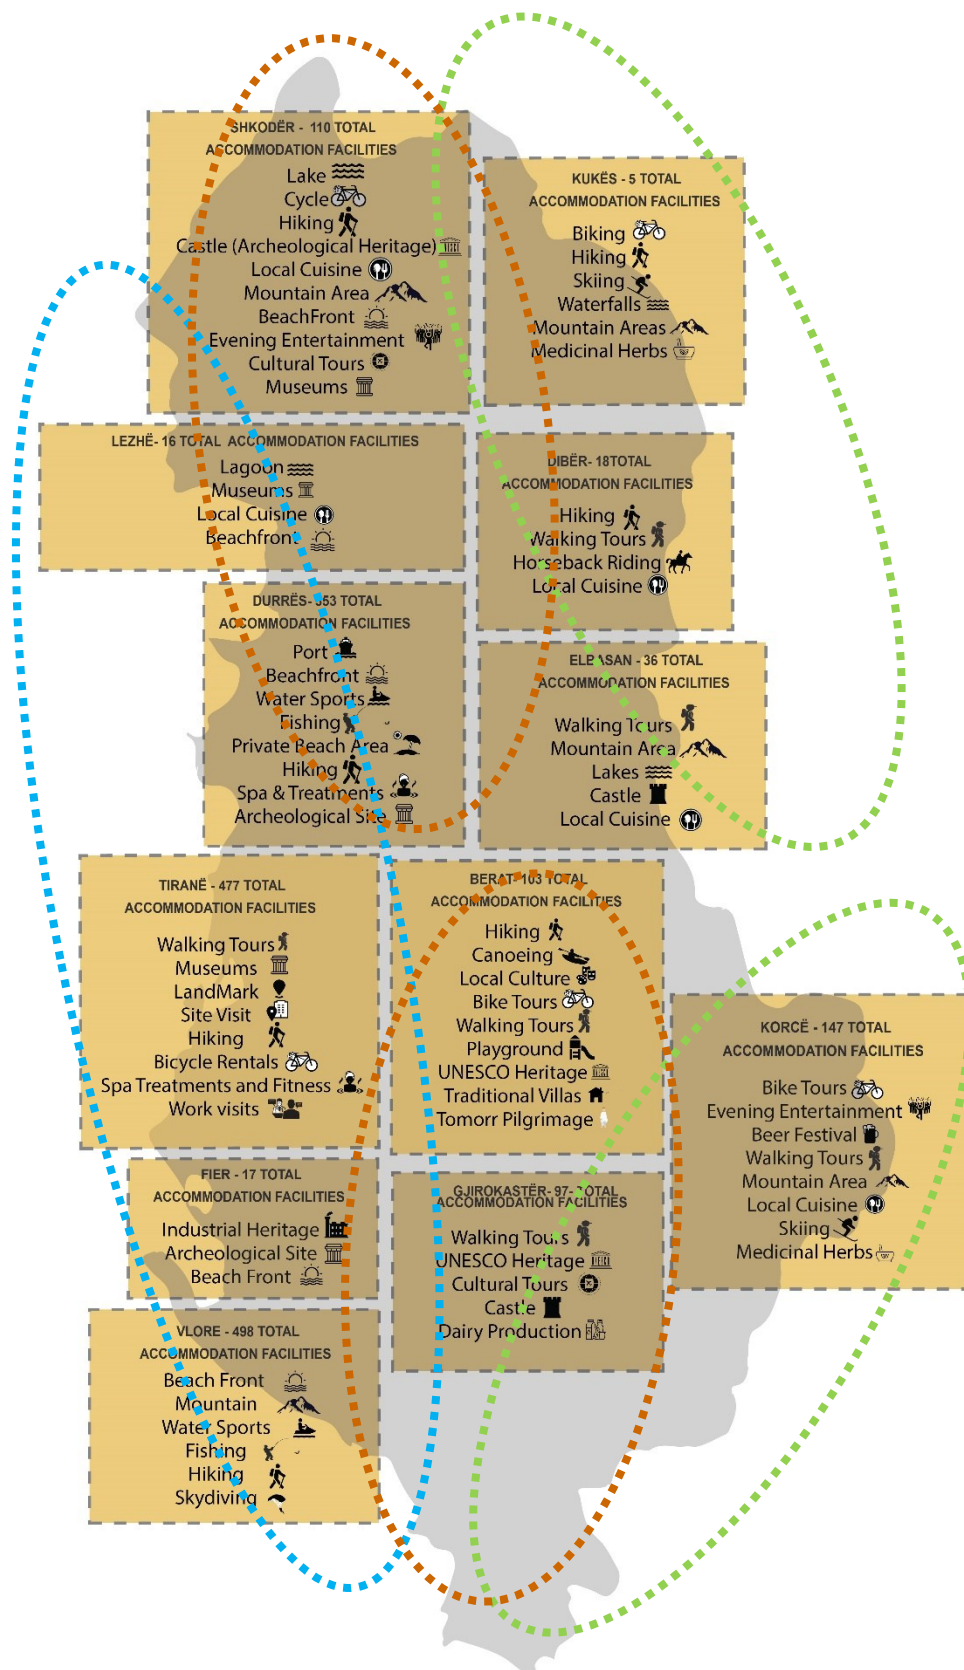 SHKODËR - 110 TOTAL
ACCOMMODATION FACILITIES
Lake
Cycle
Hiking
Castle (Archeological Heritage)
Local Cuisine
Mountain Area
BeachFront
Evening Entertainment
Cultural Tours
Museums
KUKËS - 5 TOTAL
ACCOMMODATION FACILITIES
Biking
Hiking
Skiing
Waterfalls
Mountain Areas
Medicinal Herbs
LEZHË- 16 TOTAL ACCOMMODATION FACILITIES
Lagoon
Museums
Local Cuisine
Beachfront
DIBËR- 18TOTAL
ACCOMMODATION FACILITIES
Hiking
Walking Tours
Horseback Riding
Local Cuisine
DURRËS- 353 TOTAL
ACCOMMODATION FACILITIES
Port
Beachfront
Water Sports
Fishing
Private Beach Area
Hiking
Spa & Treatments
Archeological Site
ELBASAN - 36 TOTAL
ACCOMMODATION FACILITIES
Walking Tours
Mountain Area
Lakes
Castle
Local Cuisine
TIRANË - 477 TOTAL
ACCOMMODATION FACILITIES
Walking Tours
Museums
LandMark
Site Visit
Hiking
Bicycle Rentals
Spa Treatments and Fitness
Work visits
BERAT- 103 TOTAL
ACCOMMODATION FACILITIES
Hiking
Canoeing
Local Culture
Bike Tours
Walking Tours
Playground
UNESCO Heritage
Traditional Villas
Tomorr Pilgrimage
KORCË - 147 TOTAL
ACCOMMODATION FACILITIES
Bike Tours
Evening Entertainment
Beer Festival
Walking Tours
Mountain Area
Local Cuisine
Skiing
Medicinal Herbs
FIER - 17 TOTAL
ACCOMMODATION FACILITIES
Industrial Heritage
Archeological Site
Beach Front
GJIROKASTËR- 97- TOTAL
ACCOMMODATION FACILITIES
Walking Tours
UNESCO Heritage
Cultural Tours
Castle
Dairy Production
VLORE - 498 TOTAL
ACCOMMODATION FACILITIES
Beach Front
Mountain
Water Sports
Fishing
Hiking
Skydiving